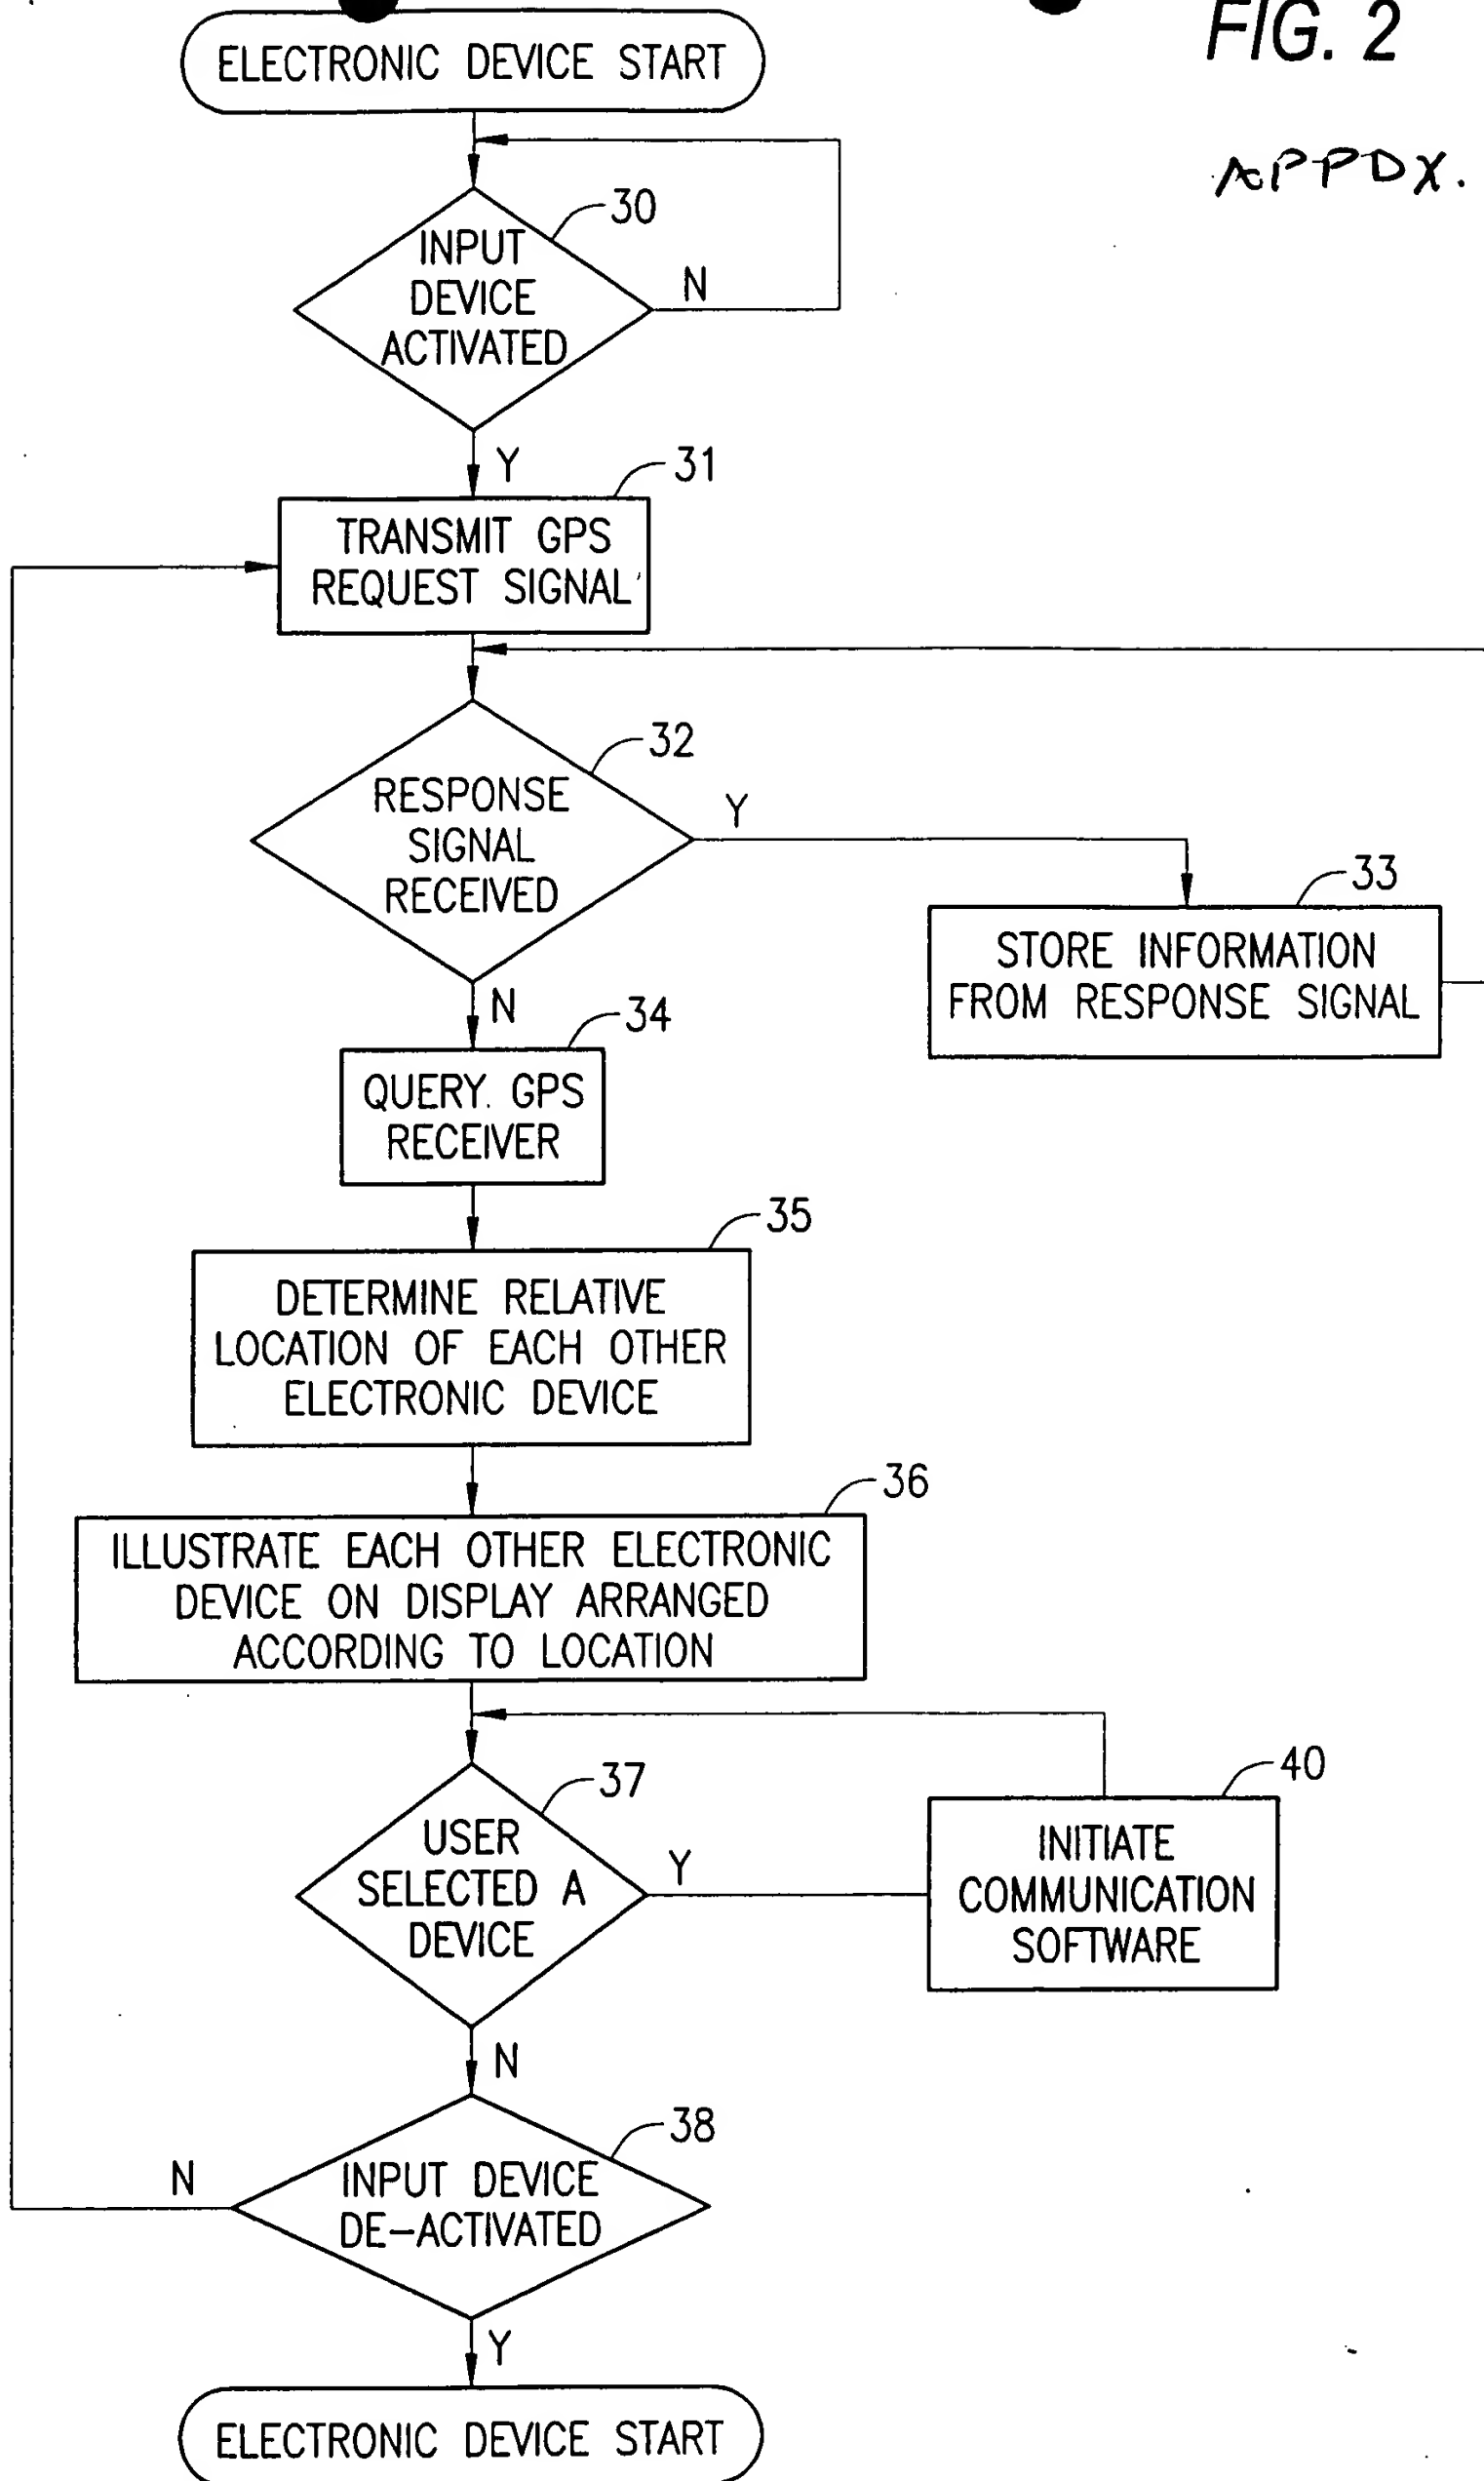 FIG. 2
APPDX.
ELECTRONIC DEVICE START
30
INPUT
DEVICE
ACTIVATED
N
Y
31
TRANSMIT GPS
REQUEST SIGNAL
32
RESPONSE
SIGNAL
RECEIVED
Y
33
STORE INFORMATION
FROM RESPONSE SIGNAL
N
34
QUERY GPS
RECEIVER
35
DETERMINE RELATIVE
LOCATION OF EACH OTHER
ELECTRONIC DEVICE
36
ILLUSTRATE EACH OTHER ELECTRONIC
DEVICE ON DISPLAY ARRANGED
ACCORDING TO LOCATION
37
USER
SELECTED A
DEVICE
Y
40
INITIATE
COMMUNICATION
SOFTWARE
N
38
INPUT DEVICE
DE-ACTIVATED
N
Y
ELECTRONIC DEVICE START